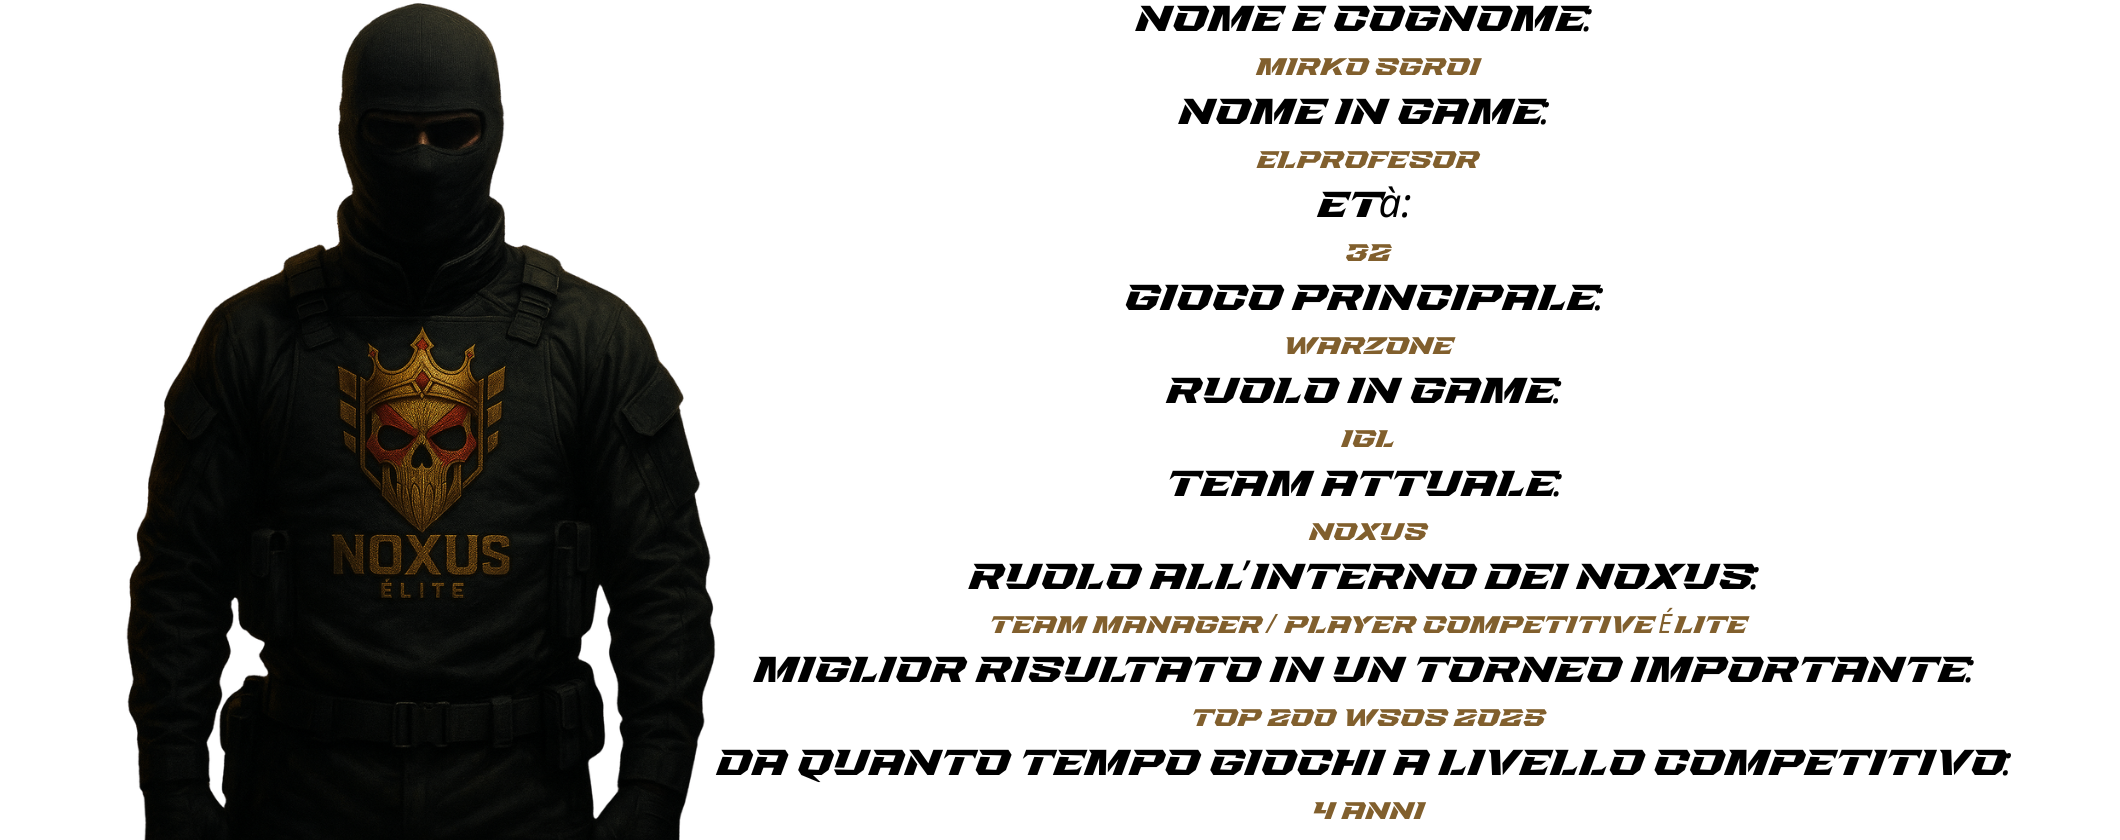 NOXUS
ÉLITE
NOME E COGNOME:
MIRKO SGROI
NOME IN GAME:
ELPROFESOR
ETà:
32
GIOCO PRINCIPALE:
WARZONE
RUOLO IN GAME:
IGL
TEAM ATTUALE:
NOXUS
RUOLO ALL'INTERNO DEI NOXUS:
TEAM MANAGER/ PLAYER COMPETITIVE ÉLITE
MIGLIOR RISULTATO IN UN TORNEO IMPORTANTE:
TOP 200 WSOS 2025
DA QUANTO TEMPO GIOCHI A LIVELLO COMPETITIVO:
4 ANNI